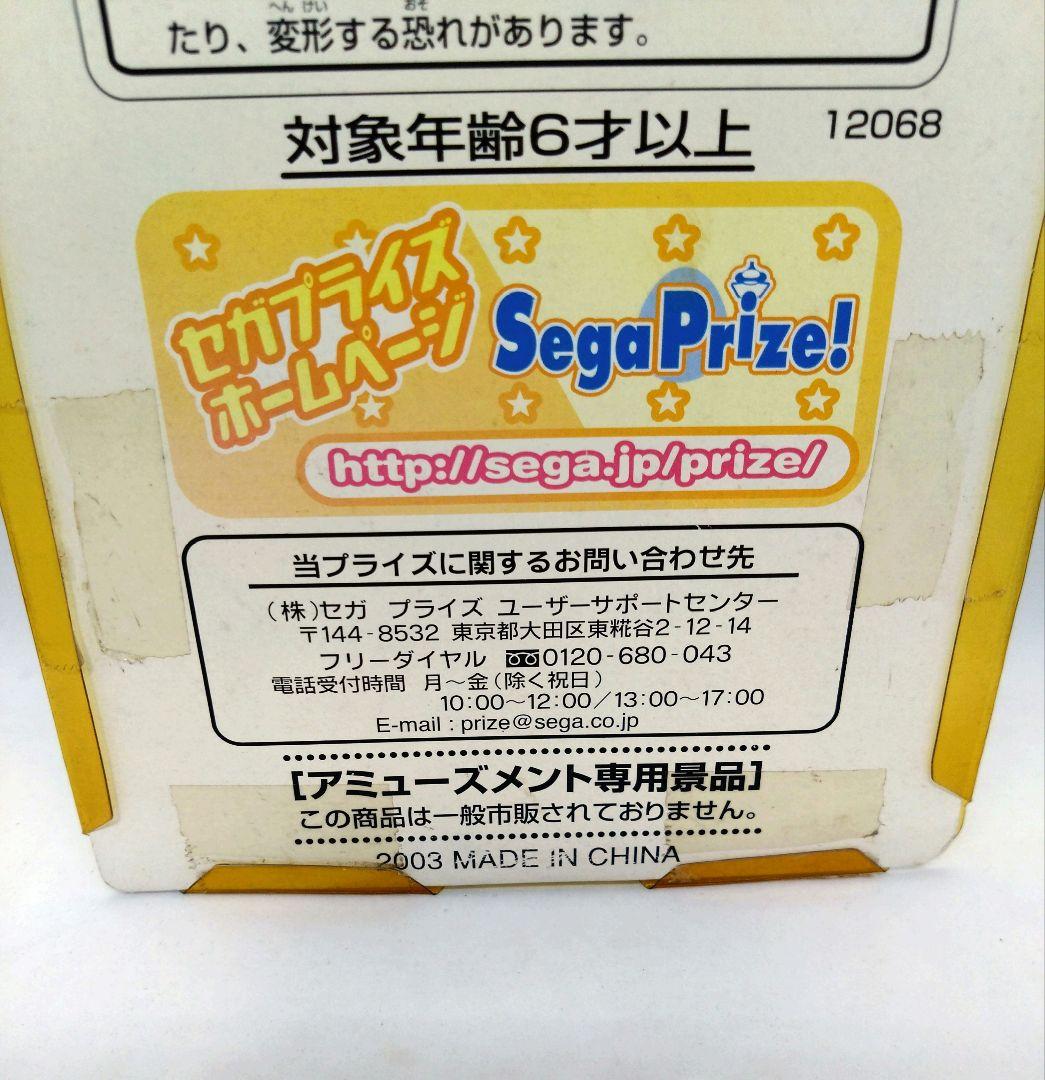 たり、変形する恐れがあります。
へんけい おそ
対象年齢6才以上
12068
セガプライズ
ホームページ
SegaPrize!
http://sega.jp/prize/
当プライズに関するお問い合わせ先
(株)セガ プライズ ユーザーサポートセンター
〒144-8532 東京都大田区東糀谷2-12-14
フリーダイヤル 0120-680-043
電話受付時間 月〜金(除く祝日)
10:00〜12:00/13:00〜17:00
E-mail : prize@sega.co.jp
[アミューズメント専用景品]
この商品は一般市販されておりません。
2003 MADE IN CHINA